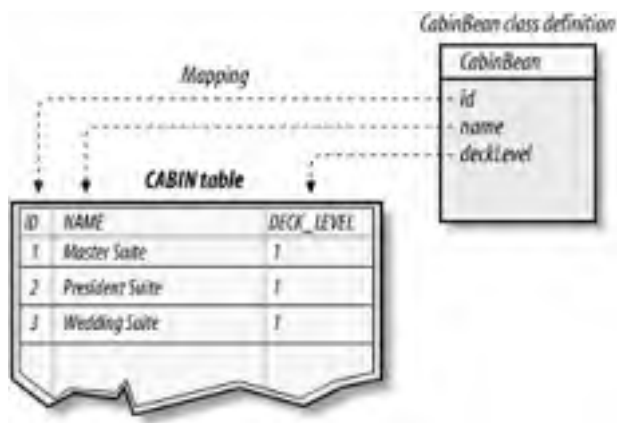 CabinBean class definition
CabinBean
Mapping
id
name
deckLevel
CABIN table
ID NAME DECK_LEVEL
1 Master Suite 1
2 President Suite 1
3 Wedding Suite 1